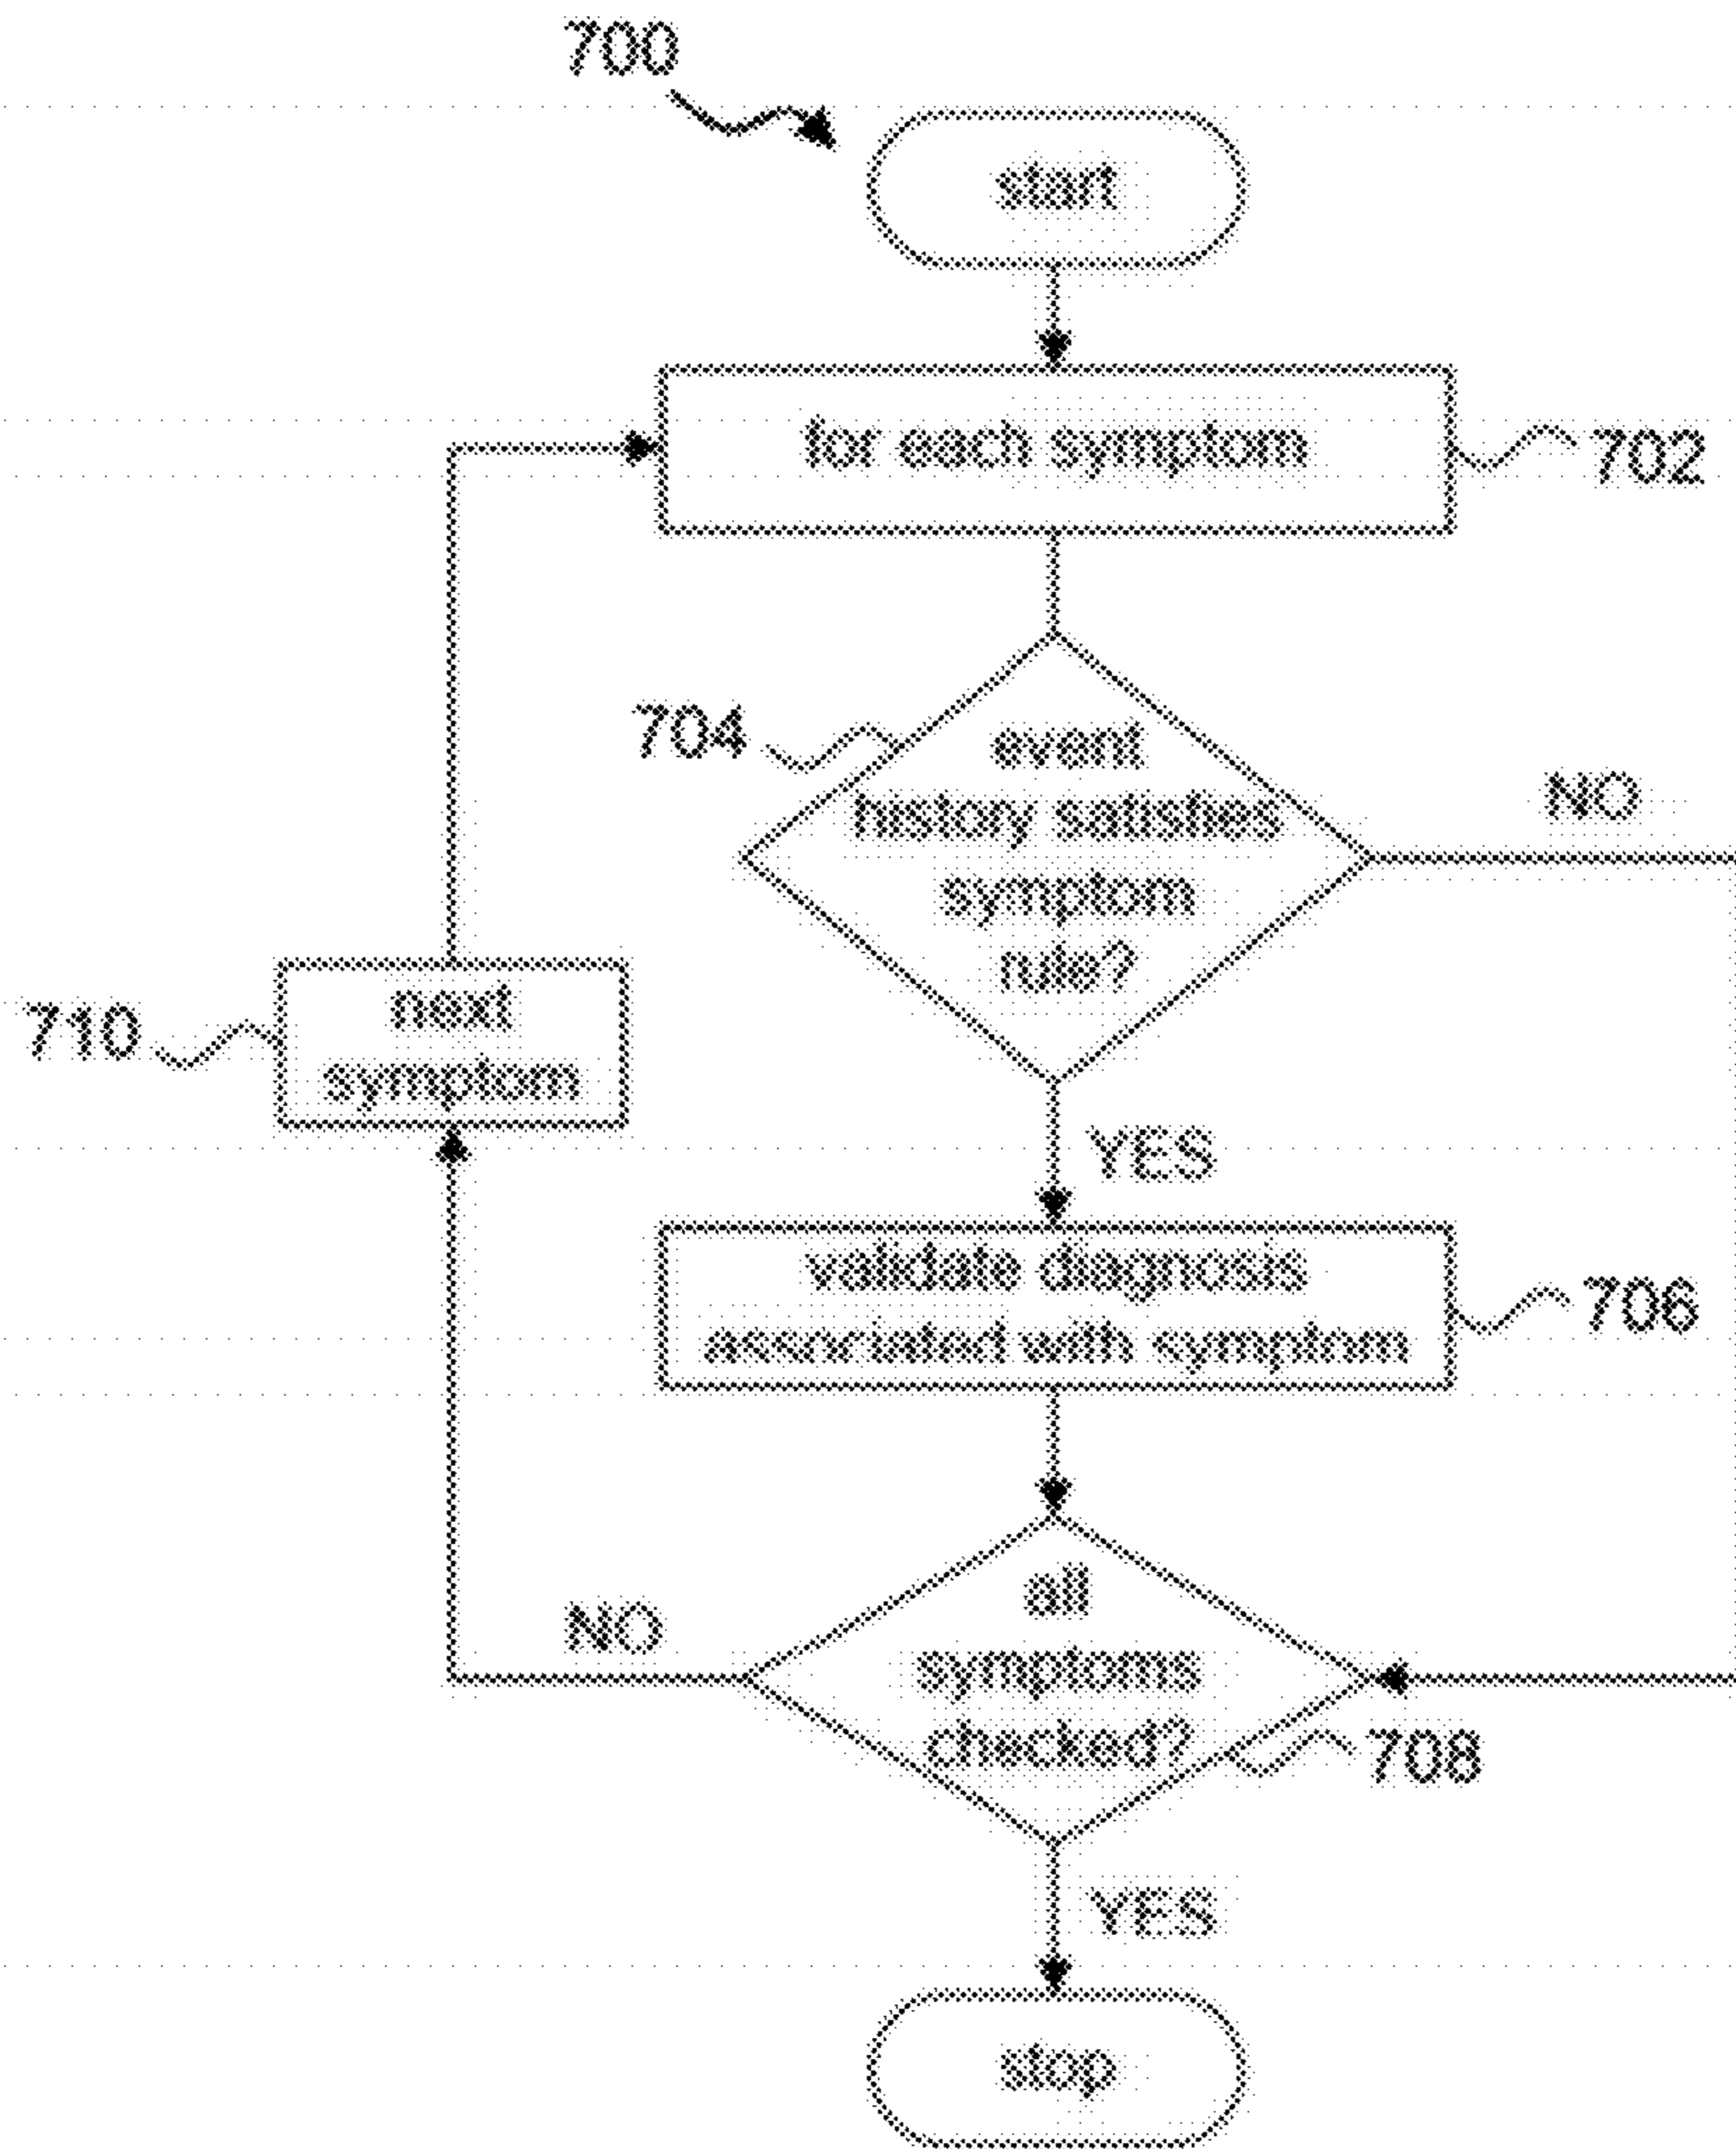 700
start
for each symptom
702
704
event
history satisfies
symptom
rule?
NO
710
next
symptom
YES
validate diagnosis
associated with symptom
706
all
symptoms
checked?
NO
708
YES
stop